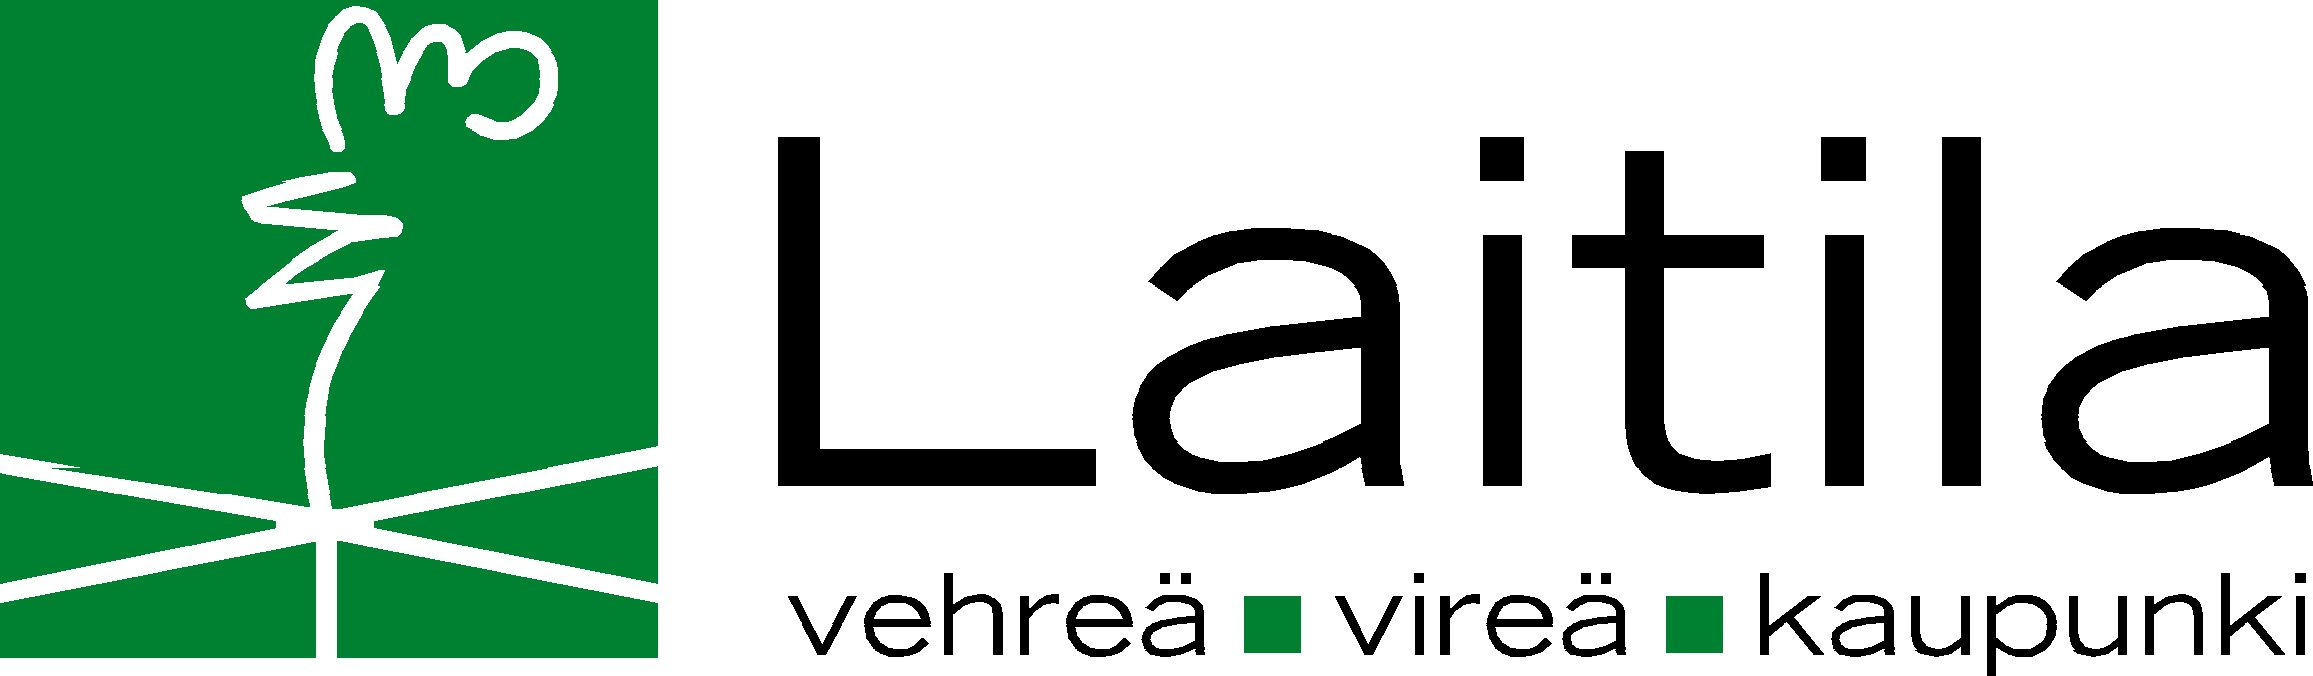 Laitila
vehreä ▪ vireä ▪ kaupunki